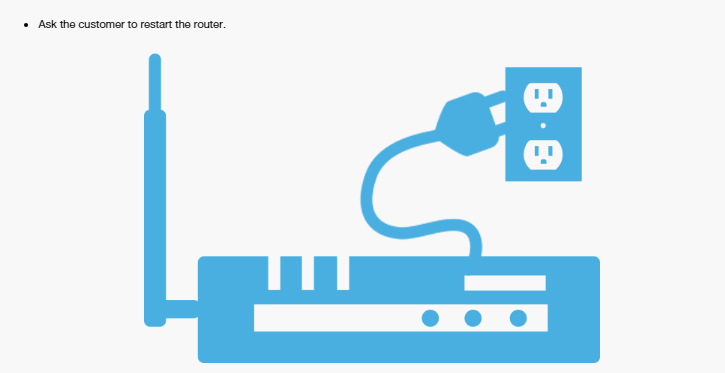 • Ask the customer to restart the router.